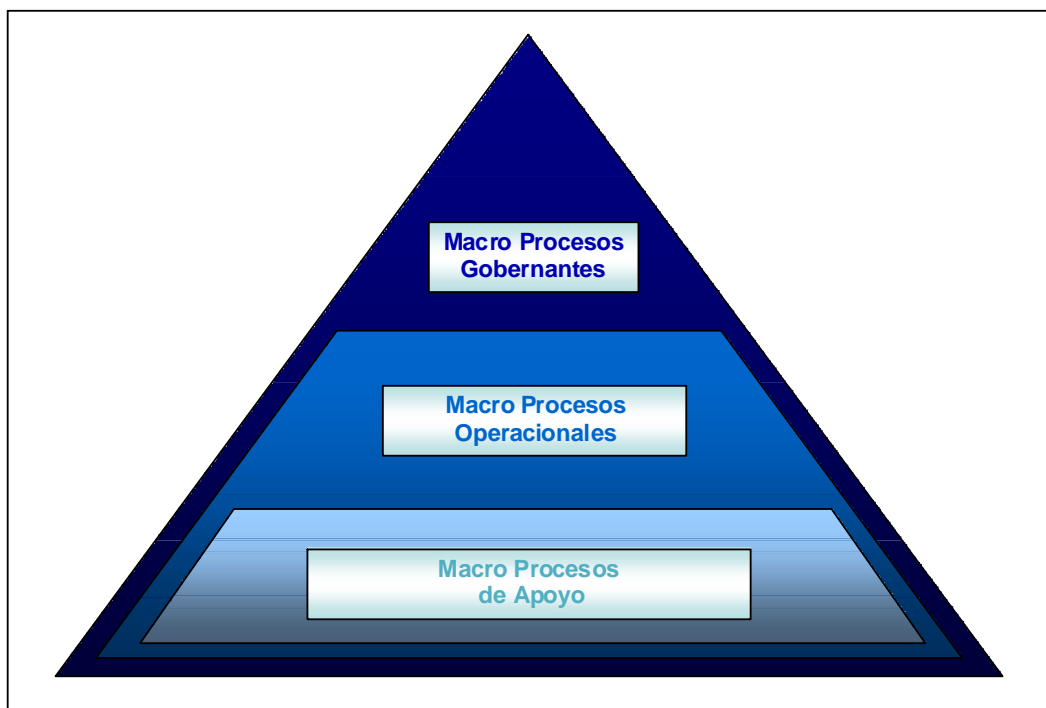 Macro Procesos
Gobernantes
Macro Procesos
Operacionales
Macro Procesos
de Apoyo